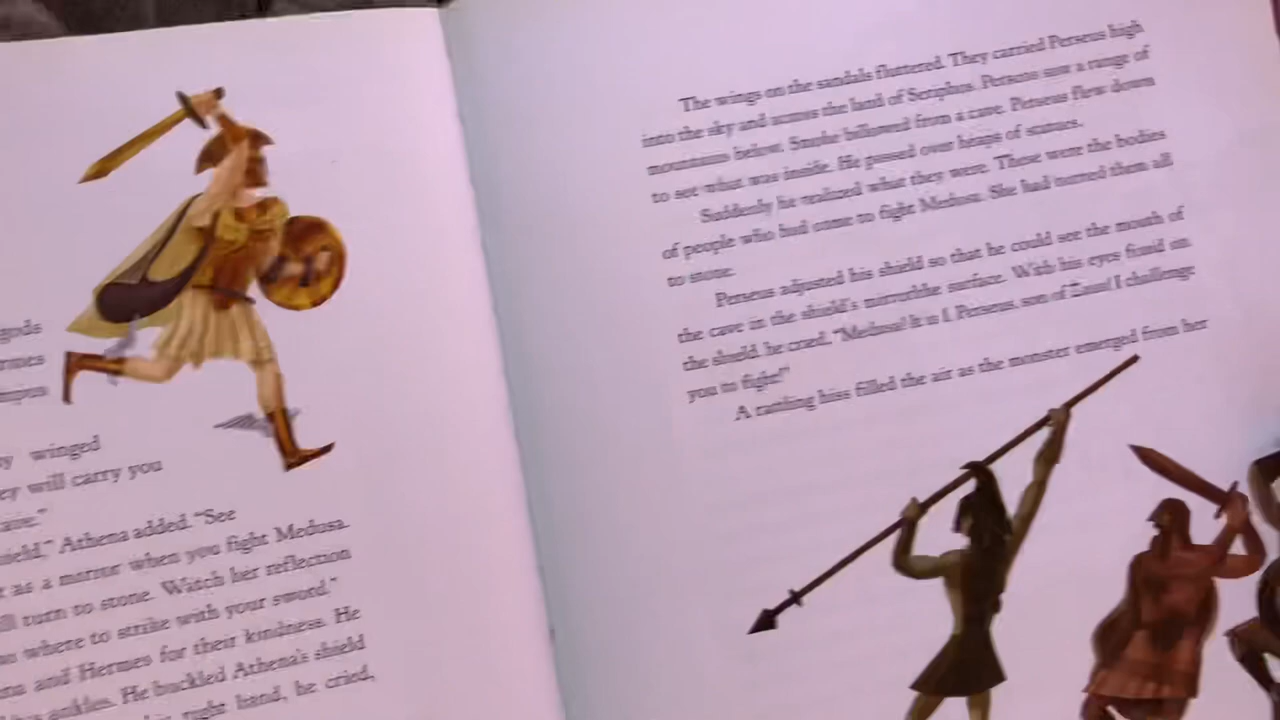 gods
ermes
mpus
winged
ey will carry you
Athena added. "See
as a mirror when you fight Medusa.
ll turn to stone. Watch her reflection
where to strike with your sword."
na and Hermes for their kindness. He
ankles. He buckled Athena's shield
right hand, he cried,
The wings on the sandals fluttered. They carried Perseus high
into the sky and across the land of Seriphus. Perseus saw a range of
mountains below. Smoke billowed from a cave. Perseus flew down
to see what was inside. He passed over heaps of statues.
Suddenly he realized what they were. These were the bodies
of people who had come to fight Medusa. She had turned them all
to stone.
Perseus adjusted his shield so that he could see the mouth of
the cave in the shield's mirrorlike surface. With his eyes fixed on
the shield, he cried, "Medusa! It is I, Perseus, son of Zeus! I challenge
you to fight!"
A rattling hiss filled the air as the monster emerged from her